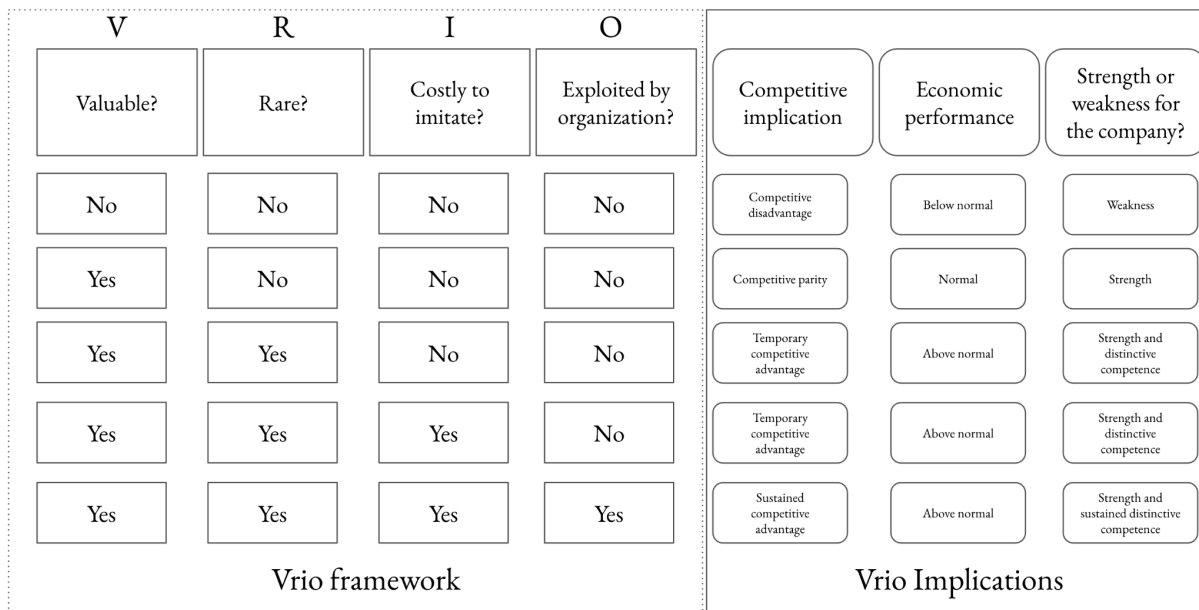 V
R
I
O
Valuable?
Rare?
Costly to
imitate?
Exploited by
organization?
Competitive
implication
Economic
performance
Strength or
weakness for
the company?
No
No
No
No
Competitive
disadvantage
Below normal
Weakness
Yes
No
No
No
Competitive parity
Normal
Strength
Yes
Yes
No
No
Temporary
competitive
advantage
Above normal
Strength and
distinctive
competence
Yes
Yes
Yes
No
Temporary
competitive
advantage
Above normal
Strength and
distinctive
competence
Yes
Yes
Yes
Yes
Sustained
competitive
advantage
Above normal
Strength and
sustained distinctive
competence
Vrio framework
Vrio Implications